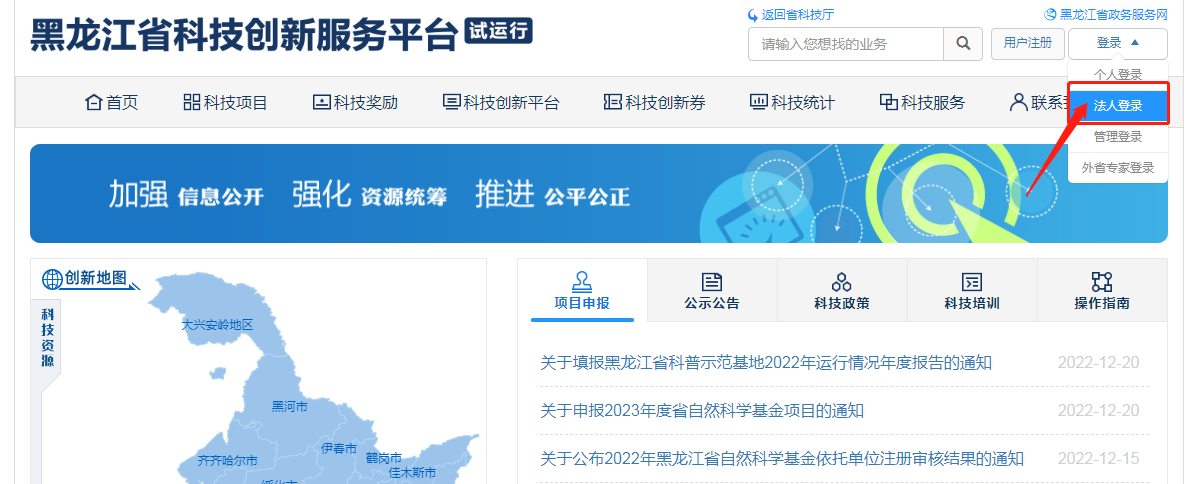 返回省科技厅
黑龙江省政务服务网
黑龙江省科技创新服务平台 试运行
请输入您想找的业务
用户注册
登录
个人登录
法人登录
管理登录
外省专家登录
首页 科技项目 科技奖励 科技创新平台 科技创新券 科技统计 科技服务 联系
加强 信息公开 强化 资源统筹 推进 公平公正
创新地图
科技资源
大兴安岭地区
黑河市
伊春市
鹤岗市
齐齐哈尔市
佳木斯市
绥化市
项目申报 公示公告 科技政策 科技培训 操作指南
关于填报黑龙江省科普示范基地2022年运行情况年度报告的通知 2022-12-20
关于申报2023年度省自然科学基金项目的通知 2022-12-20
关于公布2022年黑龙江省自然科学基金依托单位注册审核结果的通知 2022-12-15